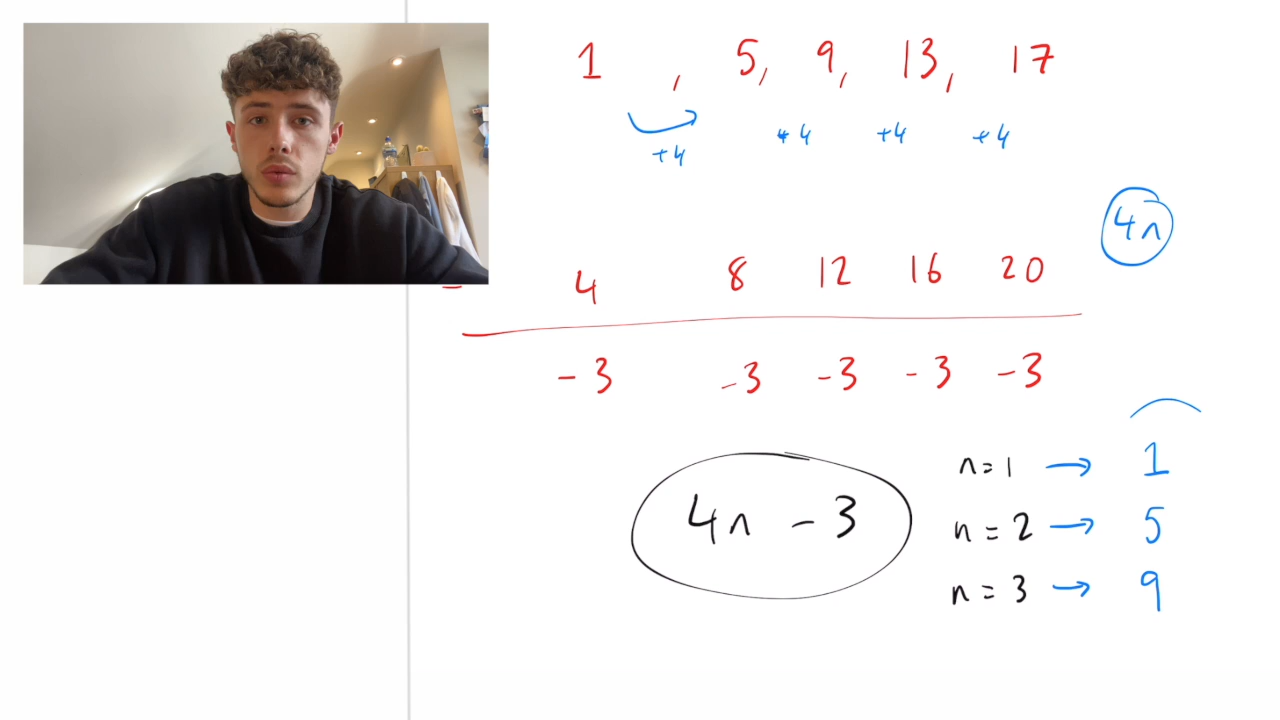 1 , 5, 9, 13, 17
+4 +4 +4 +4
4n
- 4 8 12 16 20
-3 -3 -3 -3 -3
4n - 3
n=1 → 1
n = 2 → 5
n = 3 → 9